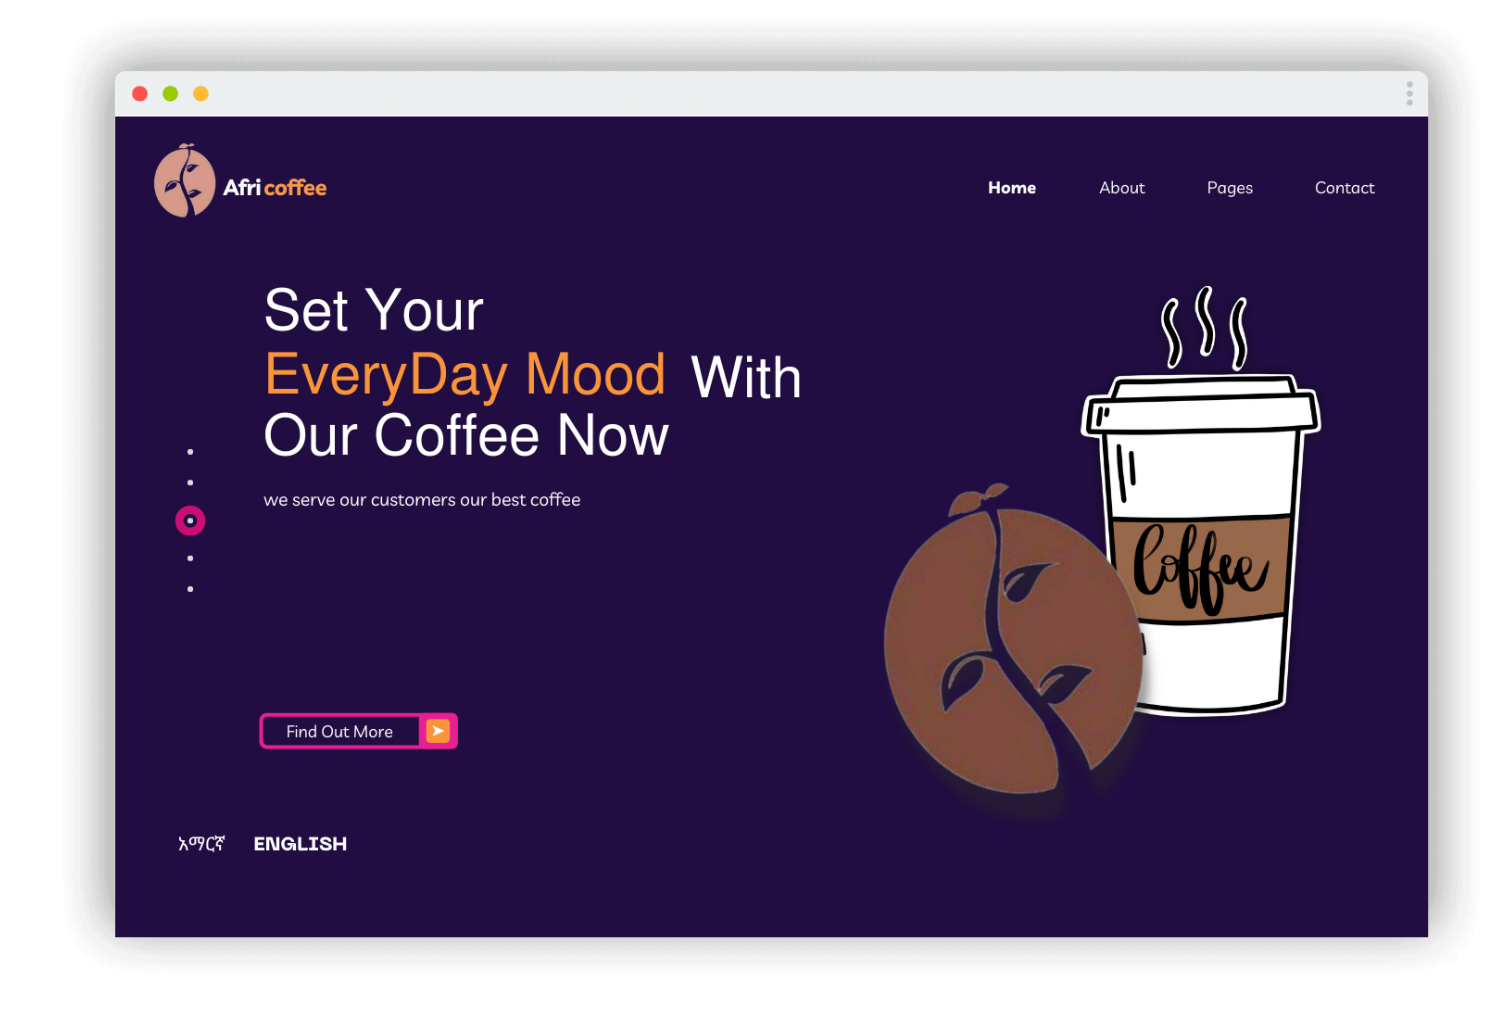 Afri coffee
Home About Pages Contact
Set Your
EveryDay Mood With
Our Coffee Now
we serve our customers our best coffee
Coffee
Find Out More
አማርኛ ENGLISH